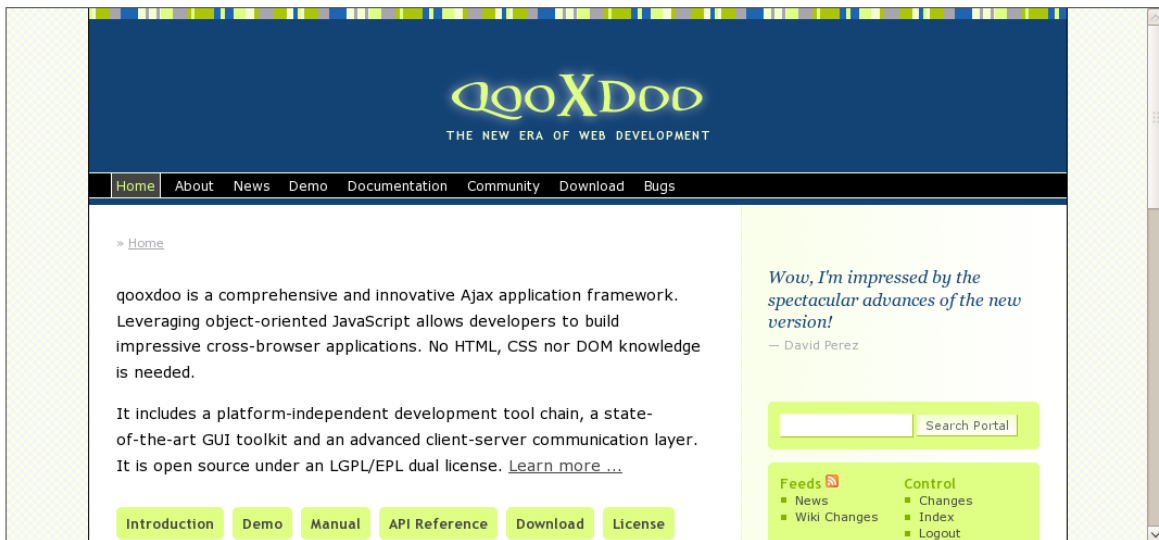 qooXdoo
THE NEW ERA OF WEB DEVELOPMENT
Home About News Demo Documentation Community Download Bugs
» Home
qooxdoo is a comprehensive and innovative Ajax application framework.
Leveraging object-oriented JavaScript allows developers to build
impressive cross-browser applications. No HTML, CSS nor DOM knowledge
is needed.
It includes a platform-independent development tool chain, a state-
of-the-art GUI toolkit and an advanced client-server communication layer.
It is open source under an LGPL/EPL dual license. Learn more ...
Introduction Demo Manual API Reference Download License
Wow, I'm impressed by the
spectacular advances of the new
version!
— David Perez
Search Portal
Feeds
News
Wiki Changes
Control
Changes
Index
Logout